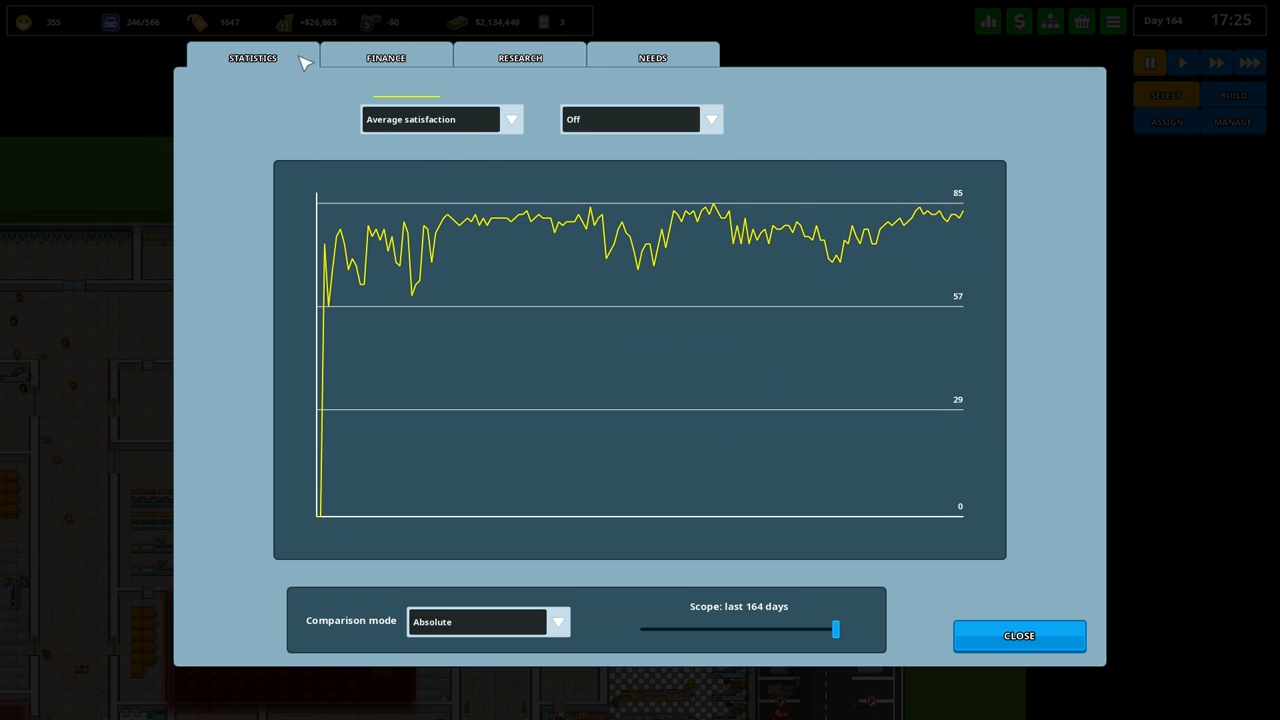 355 246/566 1647 +$26,865 -$0 $2,134,449 3 Day 164 17:25
STATISTICS FINANCE RESEARCH NEEDS
SELECT BUILD
ASSIGN MANAGE
Average satisfaction Off
85
57
29
0
Comparison mode Absolute
Scope: last 164 days
CLOSE